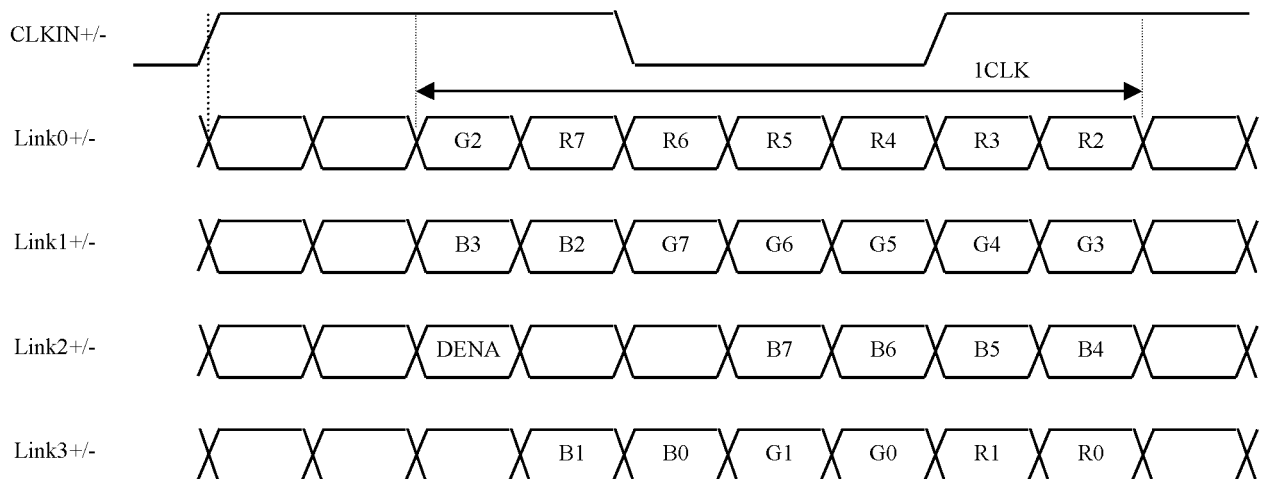 CLKIN+/-
1CLK
Link0+/- G2 R7 R6 R5 R4 R3 R2
Link1+/- B3 B2 G7 G6 G5 G4 G3
Link2+/- DENA B7 B6 B5 B4
Link3+/- B1 B0 G1 G0 R1 R0